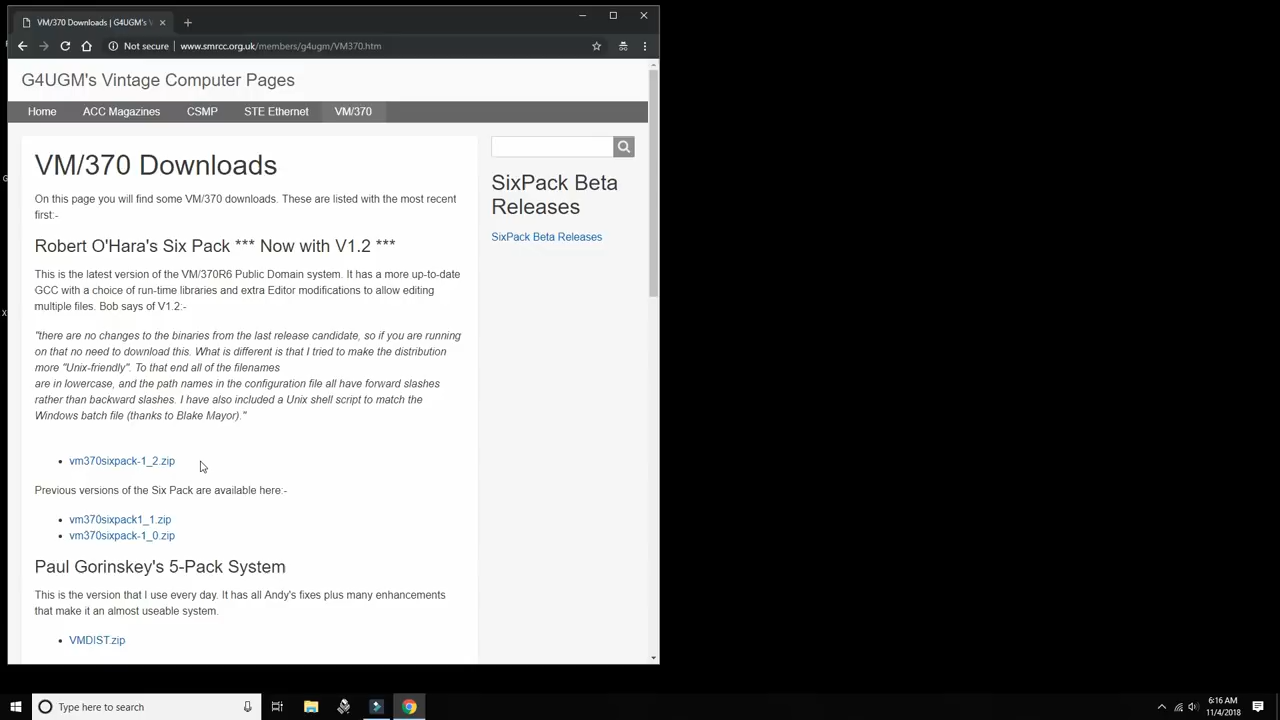 VM/370 Downloads | G4UGM's V
Not secure
www.smrcc.org.uk/members/g4ugm/VM370.htm
G4UGM's Vintage Computer Pages
Home ACC Magazines CSMP STE Ethernet VM/370
VM/370 Downloads
On this page you will find some VM/370 downloads. These are listed with the most recent
first:-
Robert O'Hara's Six Pack *** Now with V1.2 ***
This is the latest version of the VM/370R6 Public Domain system. It has a more up-to-date
GCC with a choice of run-time libraries and extra Editor modifications to allow editing
multiple files. Bob says of V1.2:-
"there are no changes to the binaries from the last release candidate, so if you are running
on that no need to download this. What is different is that I tried to make the distribution
more "Unix-friendly". To that end all of the filenames
are in lowercase, and the path names in the configuration file all have forward slashes
rather than backward slashes. I have also included a Unix shell script to match the
Windows batch file (thanks to Blake Mayor)."
vm370sixpack-1_2.zip
Previous versions of the Six Pack are available here:-
vm370sixpack1_1.zip
vm370sixpack-1_0.zip
Paul Gorinskey's 5-Pack System
This is the version that I use every day. It has all Andy's fixes plus many enhancements
that make it an almost useable system.
VMDIST.zip
SixPack Beta
Releases
SixPack Beta Releases
Type here to search
6:16 AM
11/4/2018